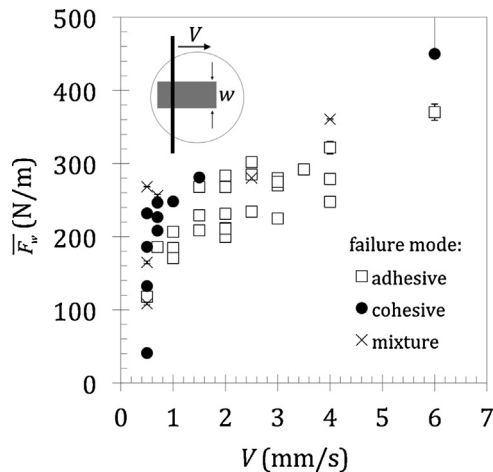 500
400
300
200
100
0
F̅w (N/m)
V
w
failure mode:
adhesive
cohesive
mixture
0 1 2 3 4 5 6 7
V (mm/s)